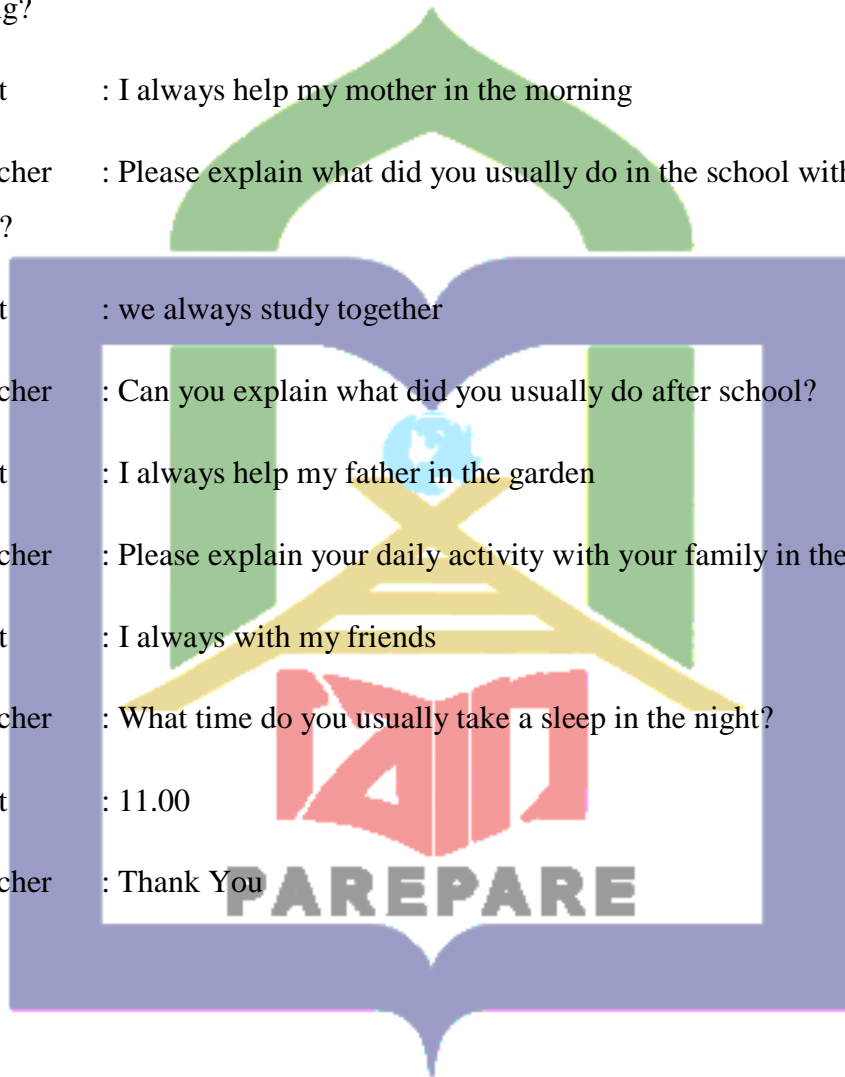 ng?
t : I always help my mother in the morning
cher : Please explain what did you usually do in the school with
?
t : we always study together
cher : Can you explain what did you usually do after school?
t : I always help my father in the garden
cher : Please explain your daily activity with your family in the
t : I always with my friends
cher : What time do you usually take a sleep in the night?
t : 11.00
cher : Thank You
iain
PAREPARE